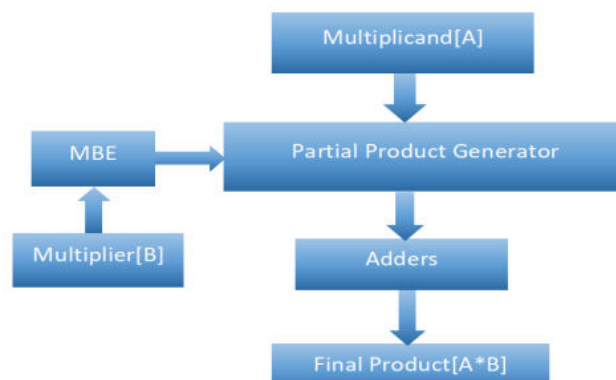 Multiplicand[A]
MBE
Partial Product Generator
Multiplier[B]
Adders
Final Product[A*B]